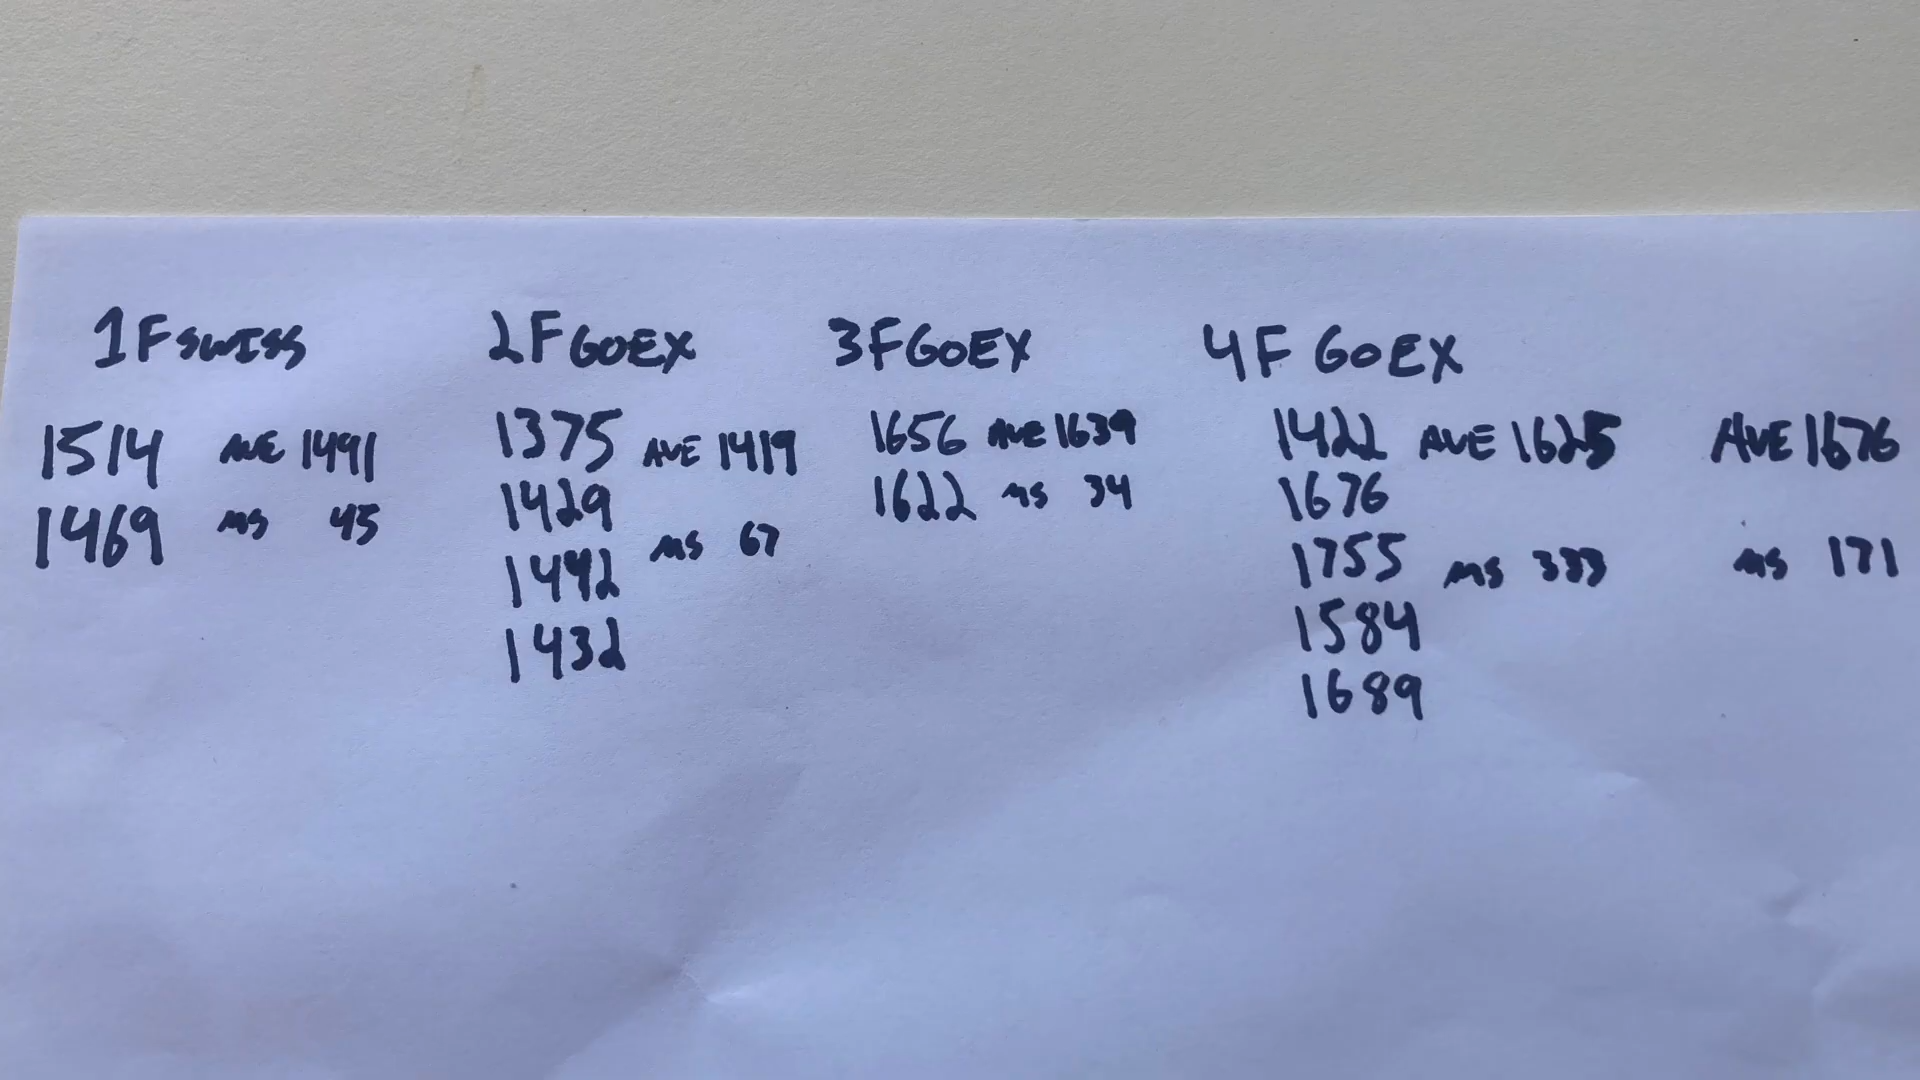 1F SWISS
1514 AVE 1491
1469 MS 45
2F GOEX
1375 AVE 1419
1429
MS 67
1442
1432
3F GOEX
1656 AVE 1639
1622 MS 34
4F GOEX
1422 AVE 1625 AVE 1676
1676
1755 MS 333 MS 171
1584
1689